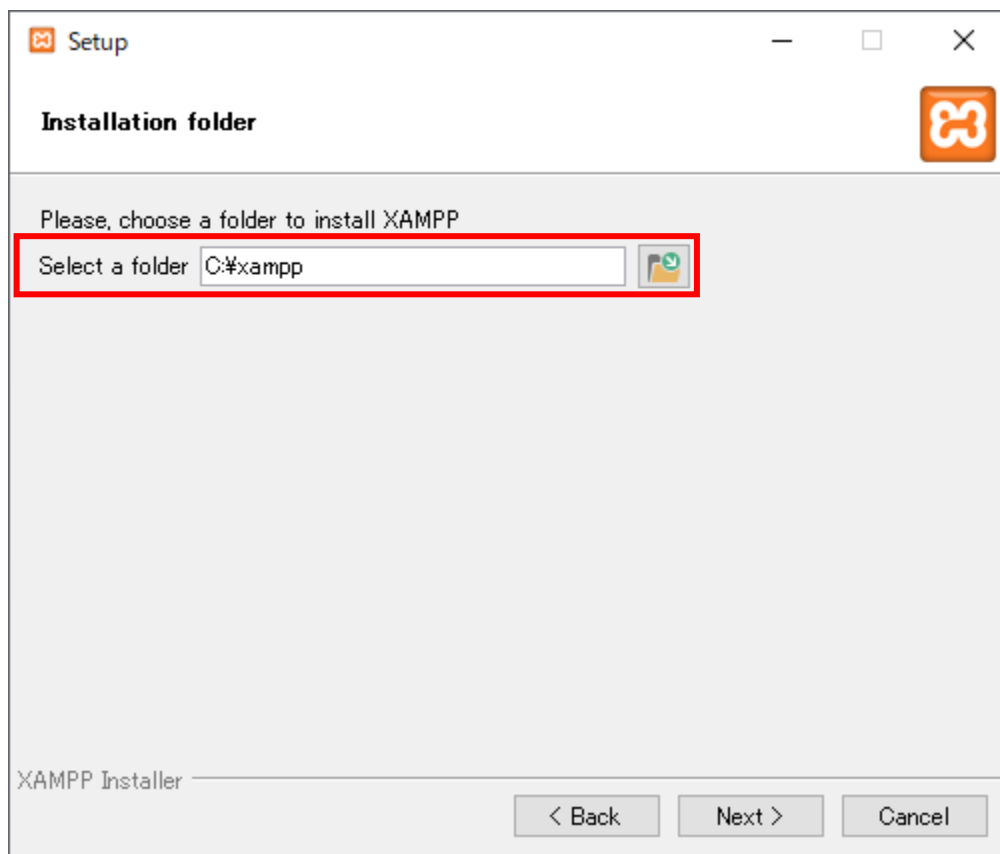 Setup
Installation folder
Please, choose a folder to install XAMPP
Select a folder C:¥xampp
XAMPP Installer
< Back Next > Cancel